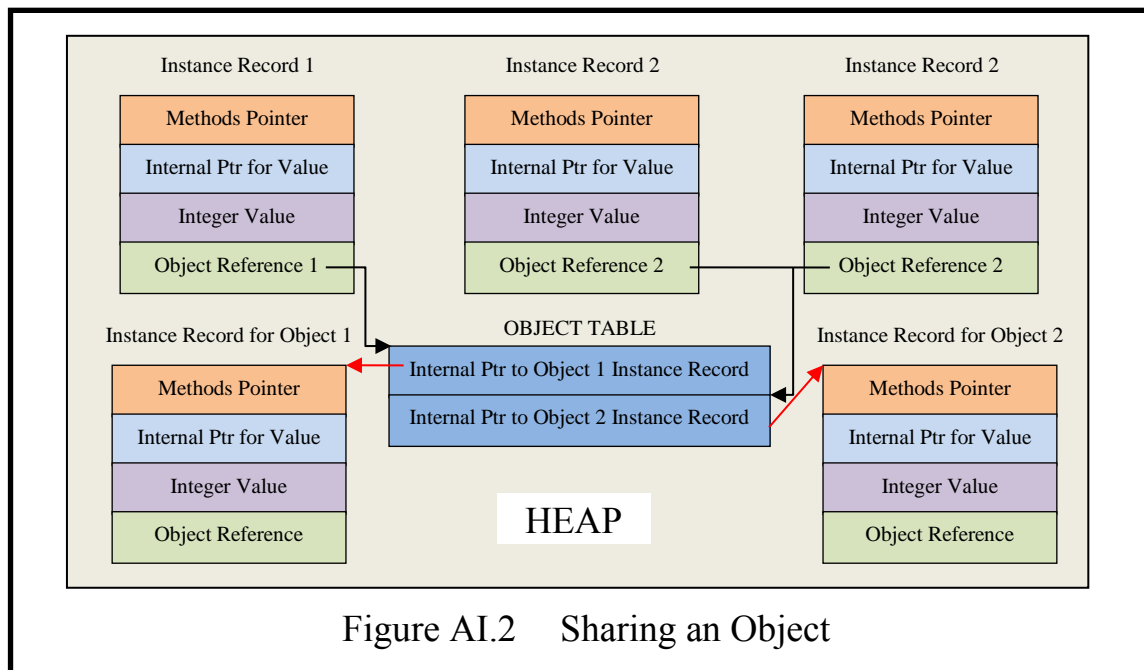 Instance Record 1
Methods Pointer
Internal Ptr for Value
Integer Value
Object Reference 1
Instance Record 2
Methods Pointer
Internal Ptr for Value
Integer Value
Object Reference 2
Instance Record 2
Methods Pointer
Internal Ptr for Value
Integer Value
Object Reference 2
Instance Record for Object 1
Methods Pointer
Internal Ptr for Value
Integer Value
Object Reference
OBJECT TABLE
Internal Ptr to Object 1 Instance Record
Internal Ptr to Object 2 Instance Record
HEAP
Instance Record for Object 2
Methods Pointer
Internal Ptr for Value
Integer Value
Object Reference
Figure AI.2 Sharing an Object